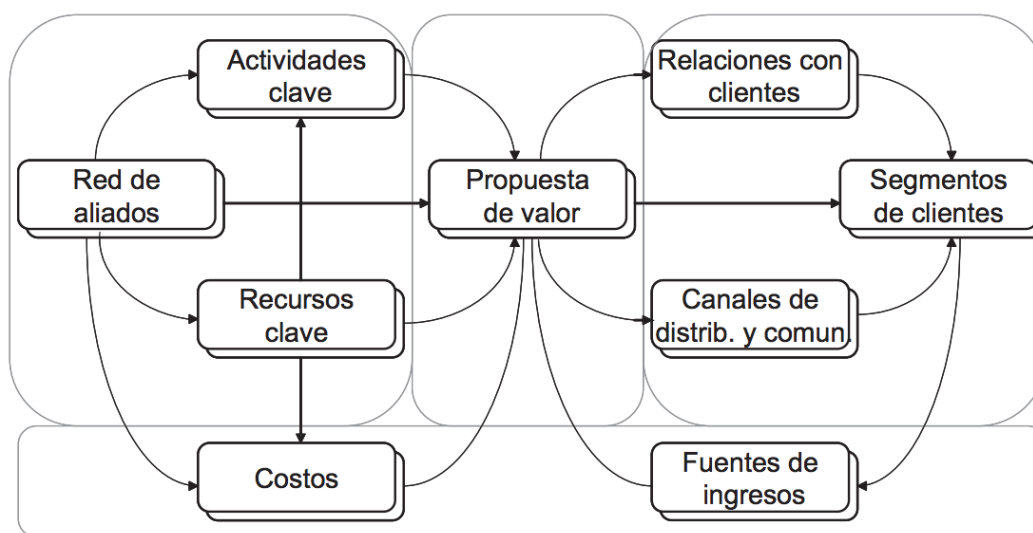 Actividades
clave
Relaciones con
clientes
Red de
aliados
Propuesta
de valor
Segmentos
de clientes
Recursos
clave
Canales de
distrib. y comun.
Costos
Fuentes de
ingresos